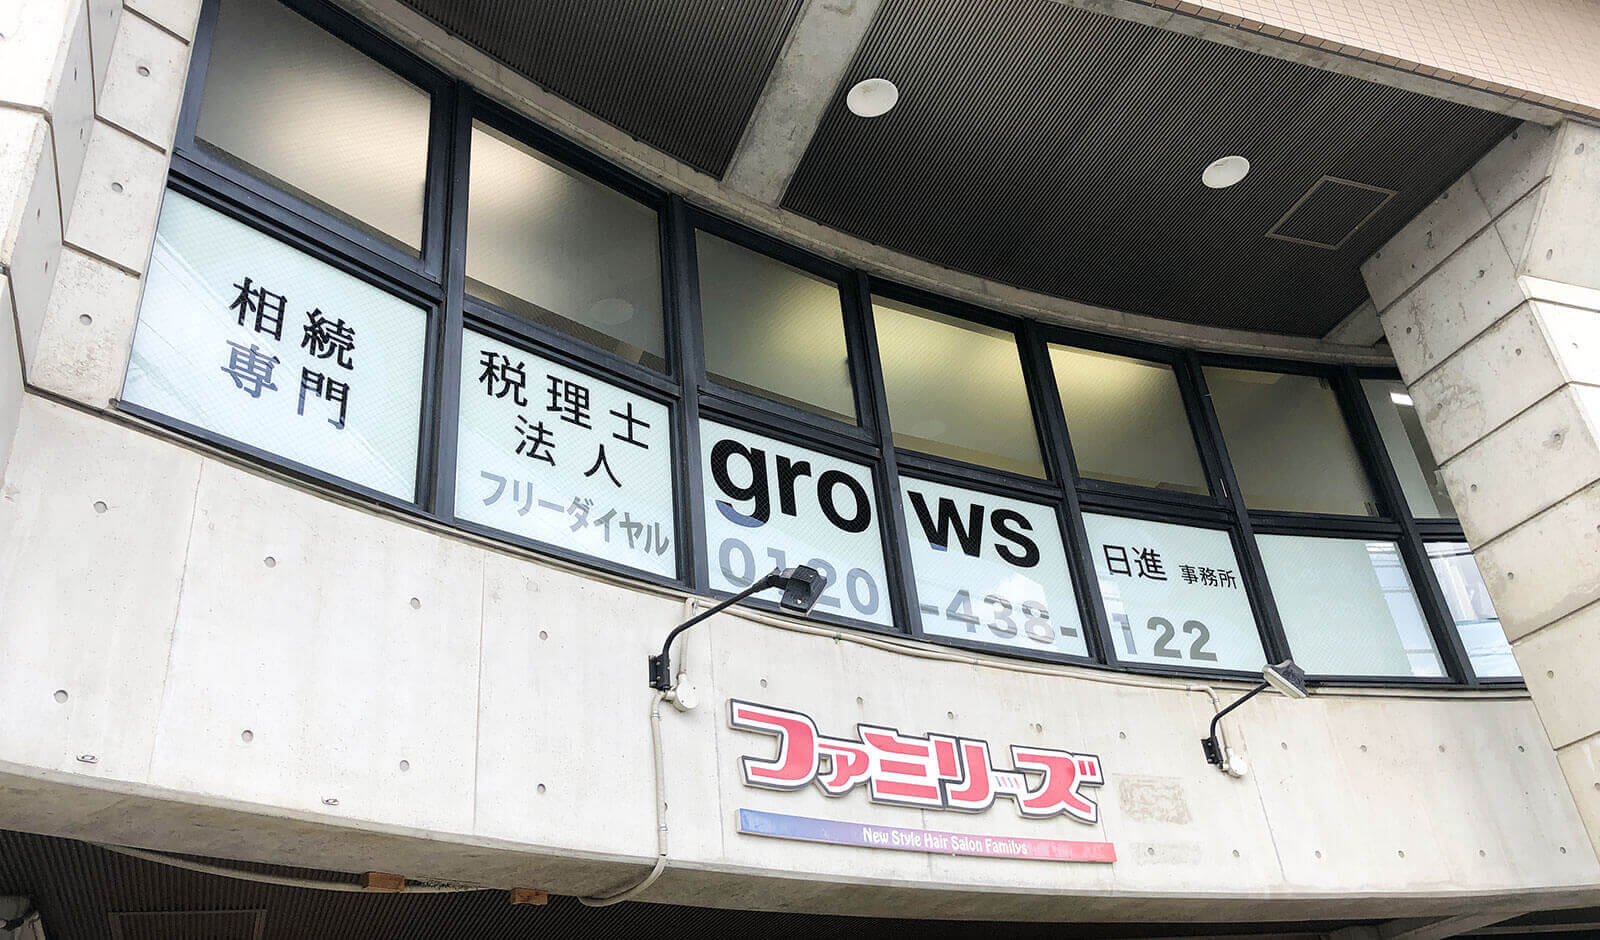 相続
専門
税理士
法人
フリーダイヤル
grows
0120-438-122
日進 事務所
ファミリーズ
New Style Hair Salon Familys